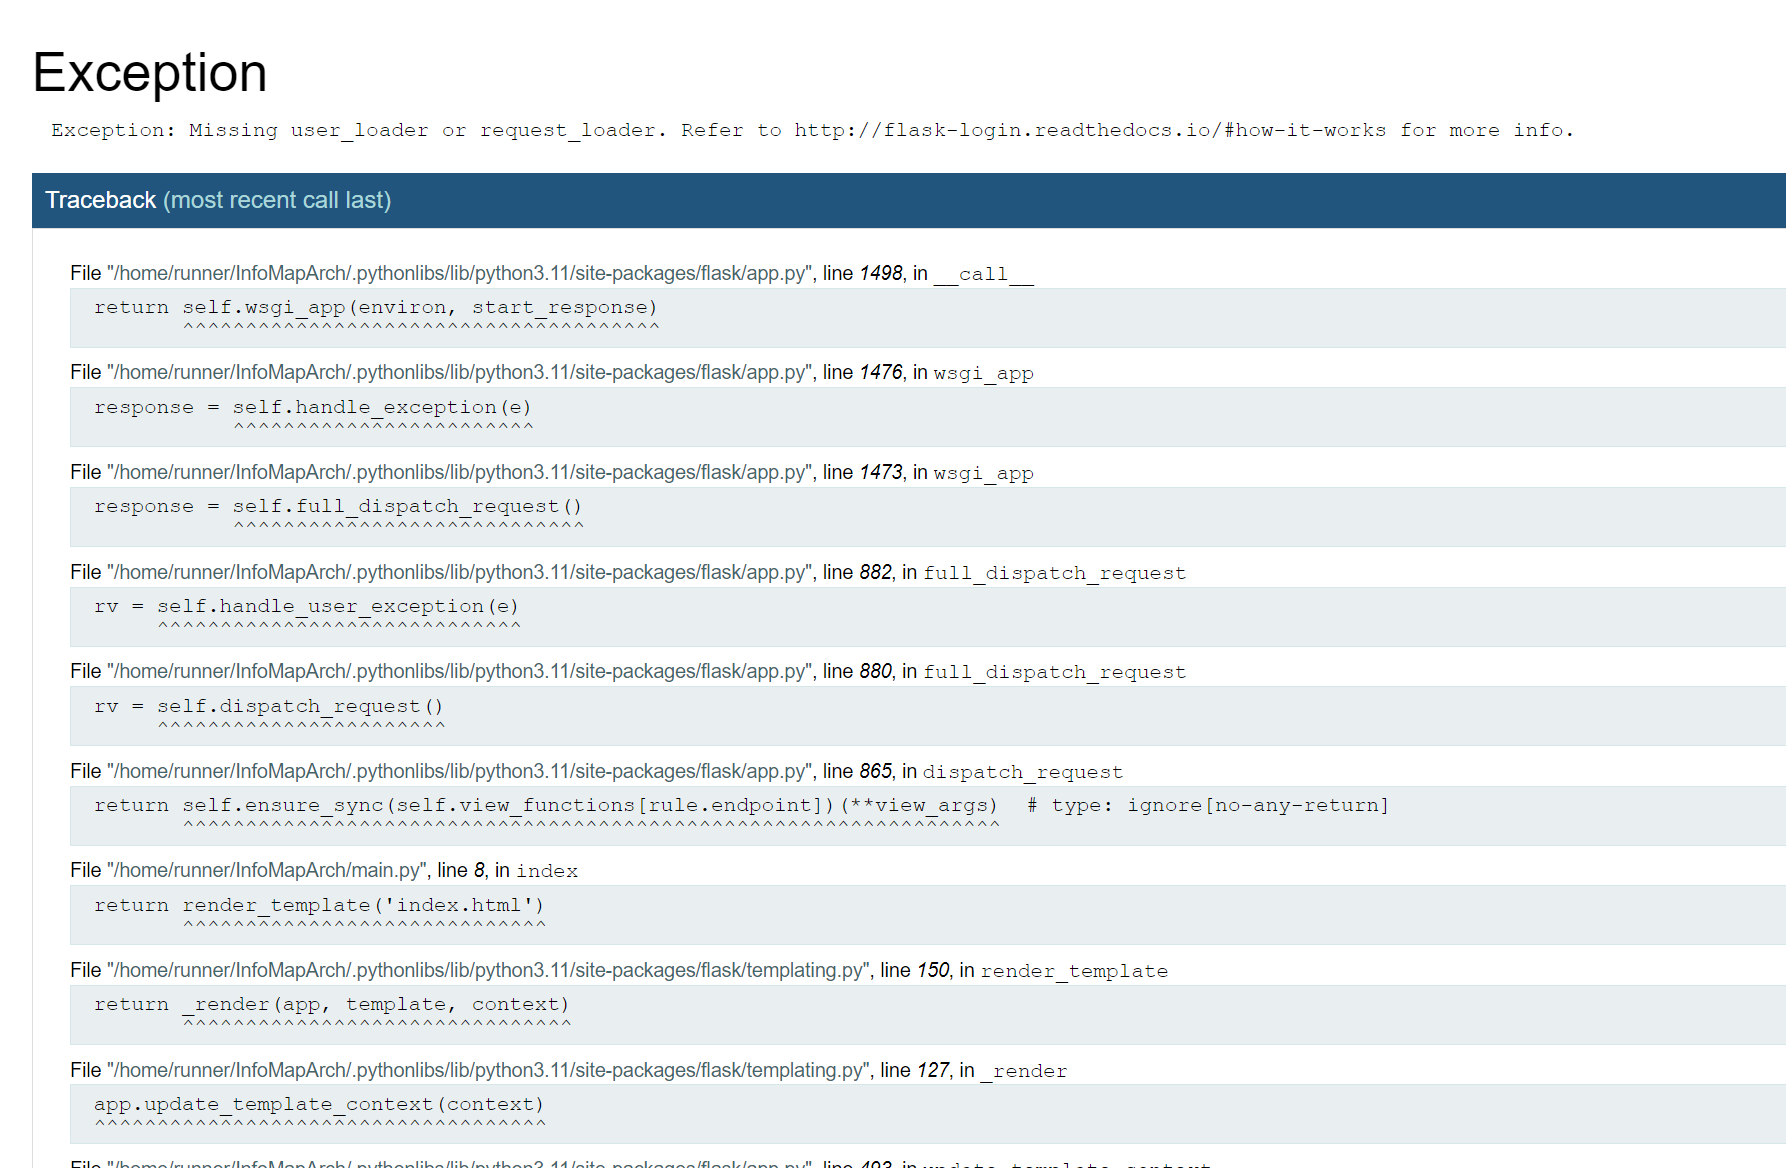 Exception
Exception: Missing user_loader or request_loader. Refer to http://flask-login.readthedocs.io/#how-it-works for more info.
Traceback (most recent call last)
File "/home/runner/InfoMapArch/.pythonlibs/lib/python3.11/site-packages/flask/app.py", line 1498, in __call__
return self.wsgi_app(environ, start_response)
^^^^^^^^^^^^^^^^^^^^^^^^^^^^^^^^^^^^^^
File "/home/runner/InfoMapArch/.pythonlibs/lib/python3.11/site-packages/flask/app.py", line 1476, in wsgi_app
response = self.handle_exception(e)
^^^^^^^^^^^^^^^^^^^^^^^^
File "/home/runner/InfoMapArch/.pythonlibs/lib/python3.11/site-packages/flask/app.py", line 1473, in wsgi_app
response = self.full_dispatch_request()
^^^^^^^^^^^^^^^^^^^^^^^^^^^^
File "/home/runner/InfoMapArch/.pythonlibs/lib/python3.11/site-packages/flask/app.py", line 882, in full_dispatch_request
rv = self.handle_user_exception(e)
^^^^^^^^^^^^^^^^^^^^^^^^^^^^^
File "/home/runner/InfoMapArch/.pythonlibs/lib/python3.11/site-packages/flask/app.py", line 880, in full_dispatch_request
rv = self.dispatch_request()
^^^^^^^^^^^^^^^^^^^^^^^
File "/home/runner/InfoMapArch/.pythonlibs/lib/python3.11/site-packages/flask/app.py", line 865, in dispatch_request
return self.ensure_sync(self.view_functions[rule.endpoint])(**view_args)  # type: ignore[no-any-return]
^^^^^^^^^^^^^^^^^^^^^^^^^^^^^^^^^^^^^^^^^^^^^^^^^^^^^^^^^^^^^^^^^
File "/home/runner/InfoMapArch/main.py", line 8, in index
return render_template('index.html')
^^^^^^^^^^^^^^^^^^^^^^^^^^^^^
File "/home/runner/InfoMapArch/.pythonlibs/lib/python3.11/site-packages/flask/templating.py", line 150, in render_template
return _render(app, template, context)
^^^^^^^^^^^^^^^^^^^^^^^^^^^^^^^
File "/home/runner/InfoMapArch/.pythonlibs/lib/python3.11/site-packages/flask/templating.py", line 127, in _render
app.update_template_context(context)
^^^^^^^^^^^^^^^^^^^^^^^^^^^^^^^^^^^^
File "/home/runner/InfoMapArch/.pythonlibs/lib/python3.11/site-packages/flask/app.py", line 493, in update_template_context